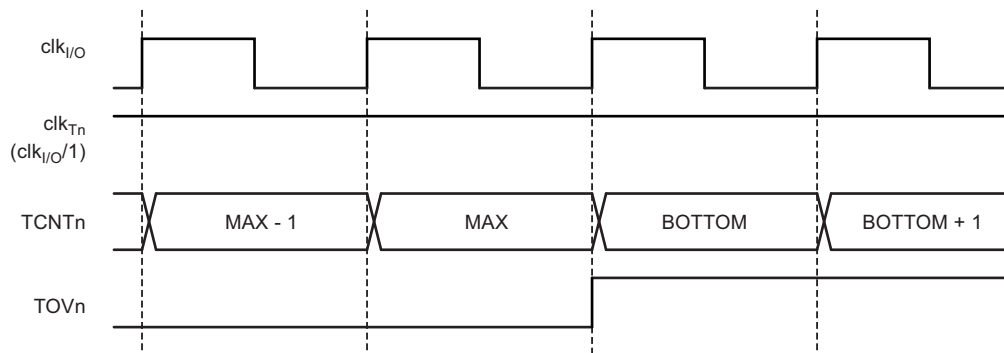 clkI/O
clkTn
(clkI/O/1)
TCNTn MAX - 1 MAX BOTTOM BOTTOM + 1
TOVn